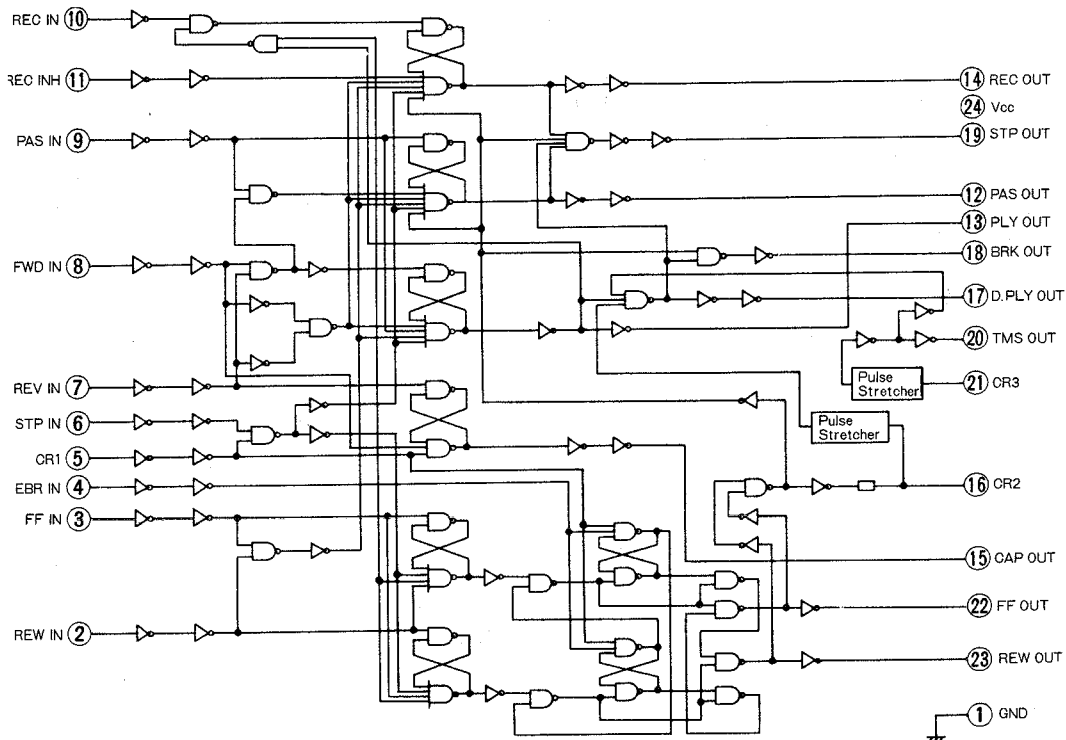 REC IN 10
REC INH 11
PAS IN 9
FWD IN 8
REV IN 7
STP IN 6
CR1 5
EBR IN 4
FF IN 3
REW IN 2
14 REC OUT
24 Vcc
19 STP OUT
12 PAS OUT
13 PLY OUT
18 BRK OUT
17 D.PLY OUT
20 TMS OUT
Pulse
Stretcher
21 CR3
Pulse
Stretcher
16 CR2
15 CAP OUT
22 FF OUT
23 REW OUT
1 GND